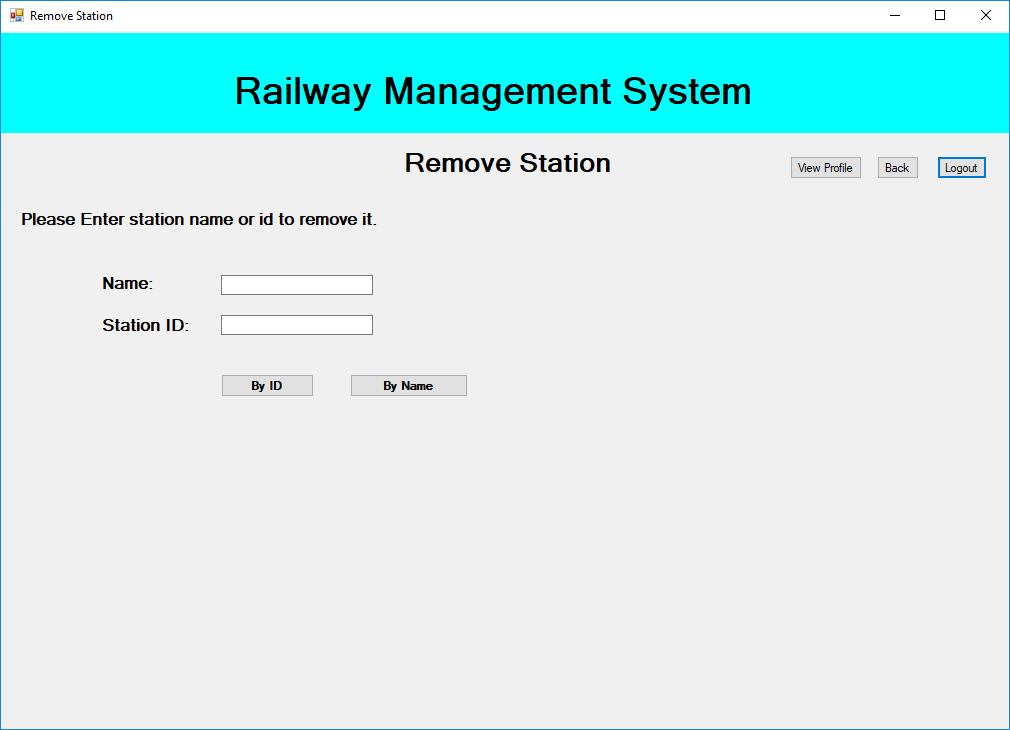 Remove Station
Railway Management System
Remove Station
View Profile
Back
Logout
Please Enter station name or id to remove it.
Name:
Station ID:
By ID
By Name